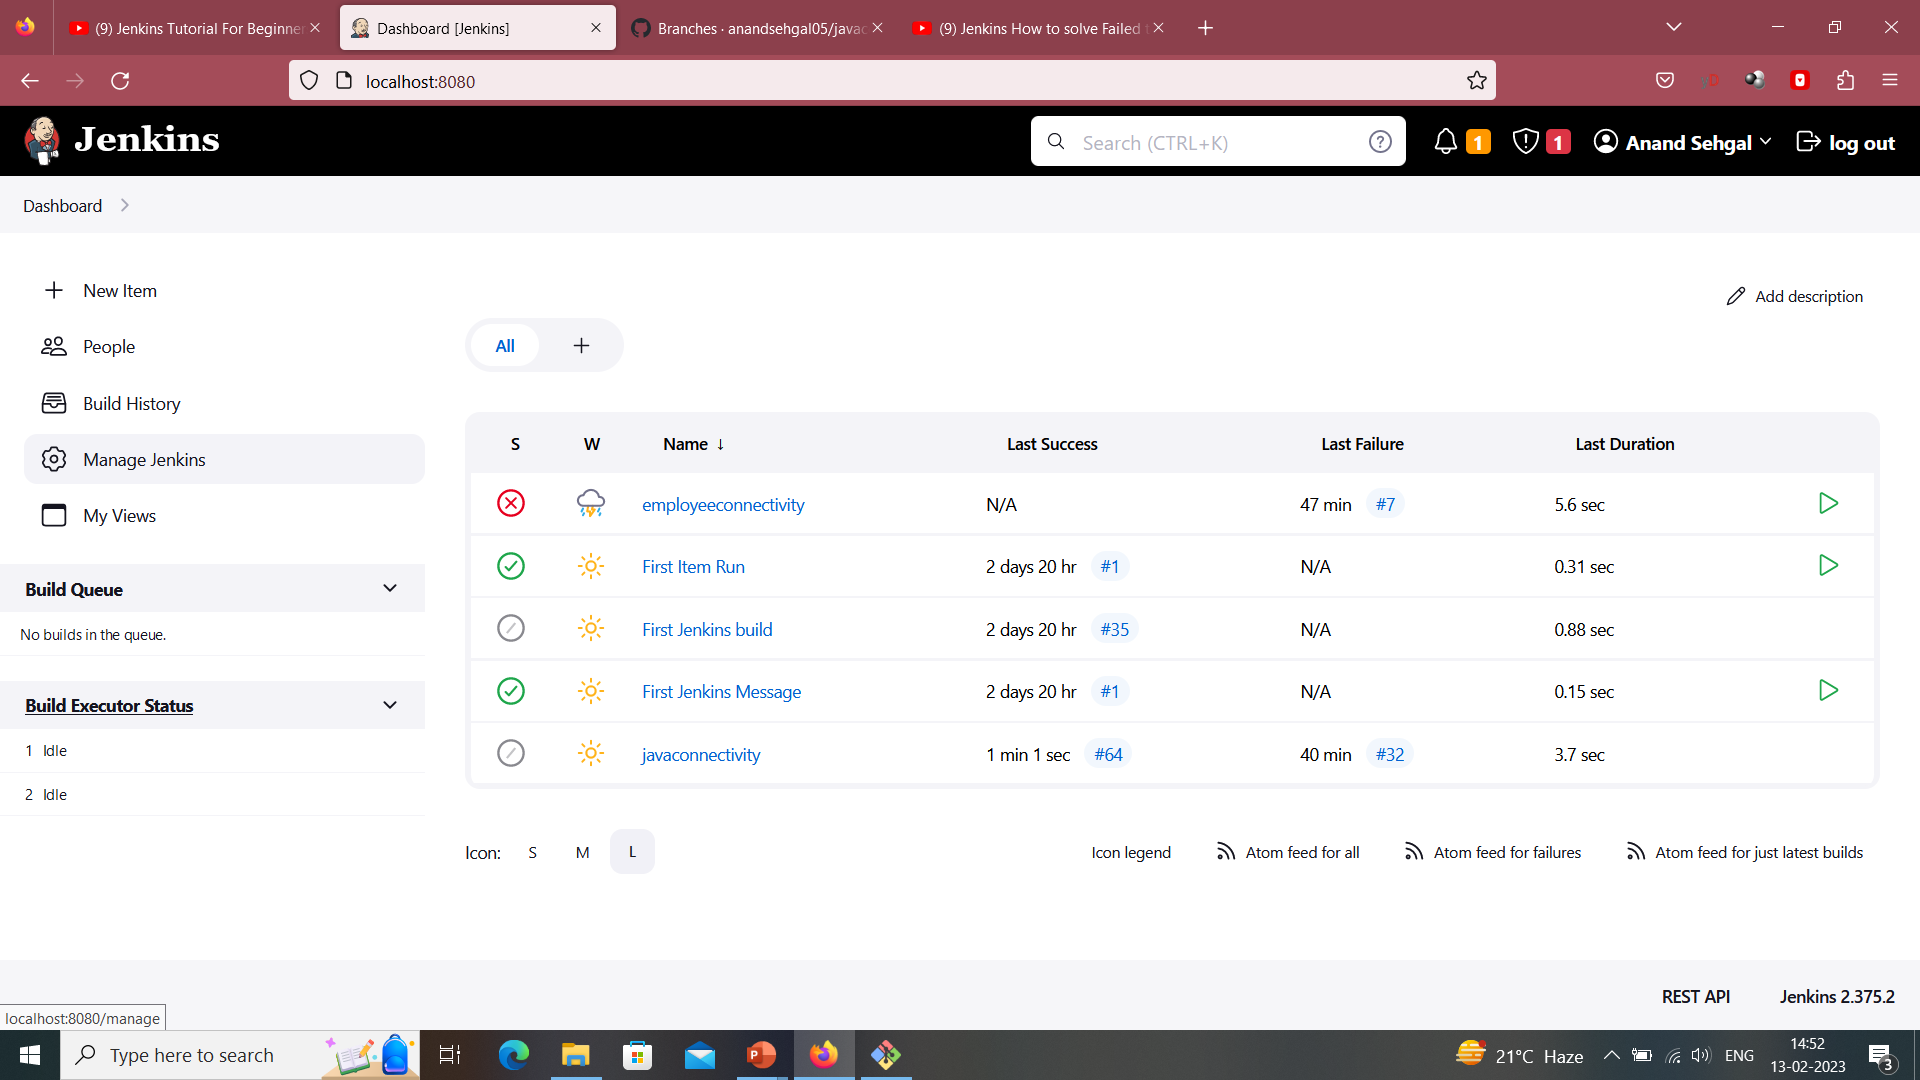 (9) Jenkins Tutorial For Beginner
Dashboard [Jenkins]
Branches · anandsehgal05/javac
(9) Jenkins How to solve Failed t
localhost:8080
Jenkins
Search (CTRL+K)
1
1
Anand Sehgal
log out
Dashboard
New Item
People
Build History
Manage Jenkins
My Views
Build Queue
No builds in the queue.
Build Executor Status
1 Idle
2 Idle
Add description
All
S W Name ↓ Last Success Last Failure Last Duration
employeeconnectivity N/A 47 min #7 5.6 sec
First Item Run 2 days 20 hr #1 N/A 0.31 sec
First Jenkins build 2 days 20 hr #35 N/A 0.88 sec
First Jenkins Message 2 days 20 hr #1 N/A 0.15 sec
javaconnectivity 1 min 1 sec #64 40 min #32 3.7 sec
Icon: S M L
Icon legend
Atom feed for all
Atom feed for failures
Atom feed for just latest builds
REST API
Jenkins 2.375.2
localhost:8080/manage
Type here to search
21°C Haze
ENG
14:52
13-02-2023
3